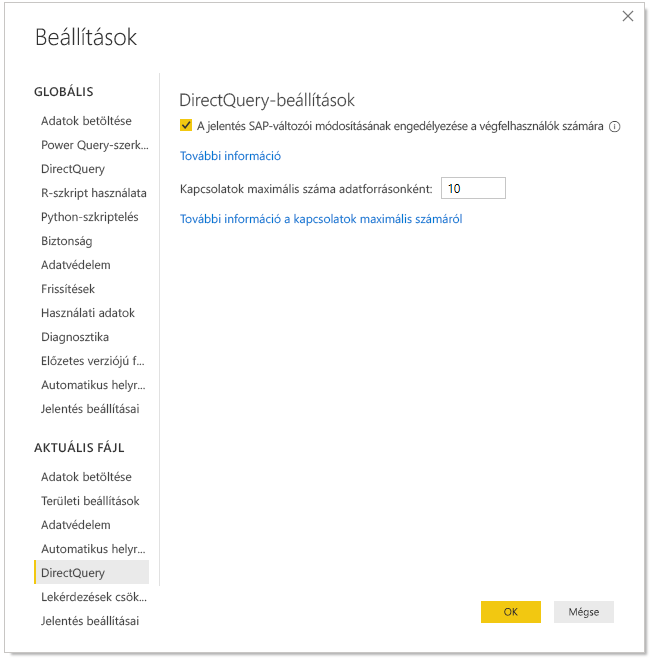 Beállítások
GLOBÁLIS
Adatok betöltése
Power Query-szerk...
DirectQuery
R-szkript használata
Python-szkriptelés
Biztonság
Adatvédelem
Frissítések
Használati adatok
Diagnosztika
Előzetes verziójú f...
Automatikus helyr...
Jelentés beállításai
AKTUÁLIS FÁJL
Adatok betöltése
Területi beállítások
Adatvédelem
Automatikus helyr...
DirectQuery
Lekérdezések csök...
Jelentés beállításai
DirectQuery-beállítások
A jelentés SAP-változói módosításának engedélyezése a végfelhasználók számára
További információ
Kapcsolatok maximális száma adatforrásonként: 10
További információ a kapcsolatok maximális számáról
OK Mégse